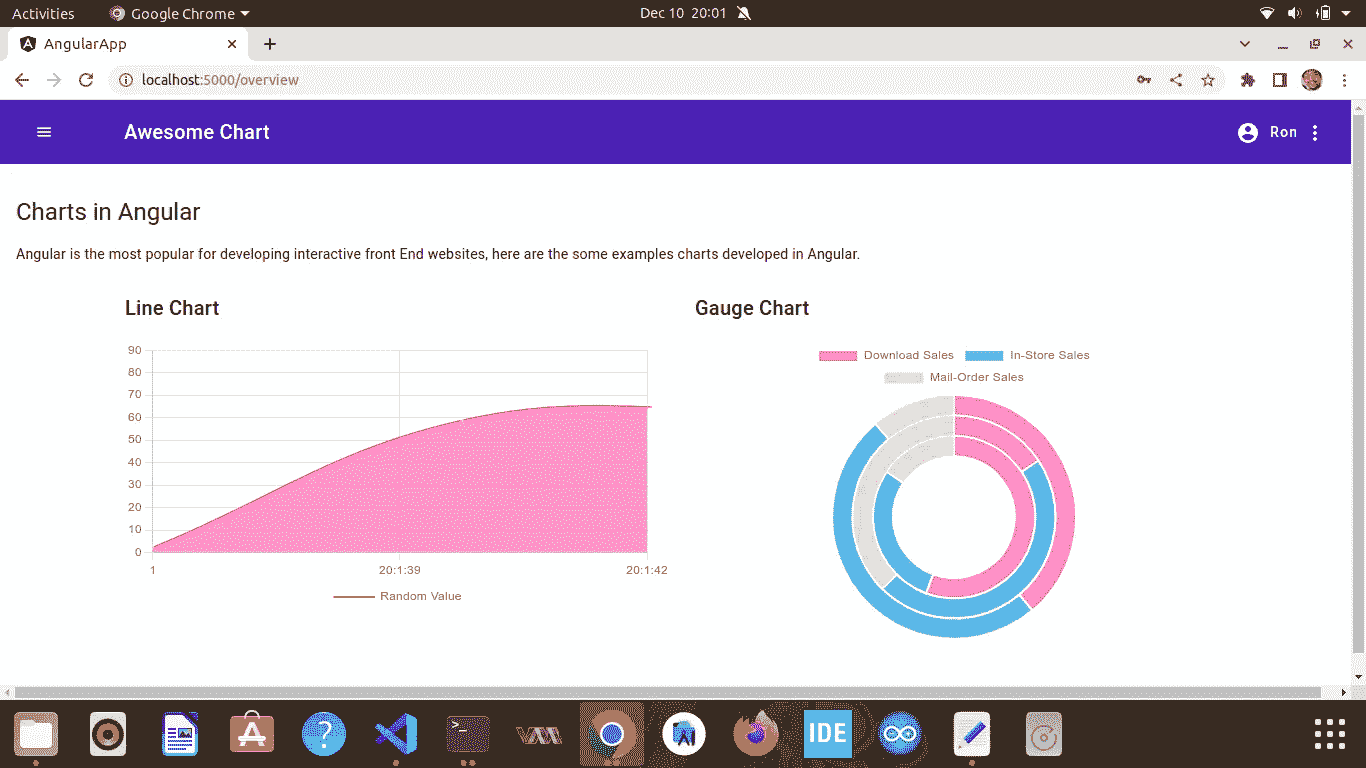 Activities Google Chrome Dec 10 20:01
AngularApp
localhost:5000/overview
Awesome Chart Ron
Charts in Angular
Angular is the most popular for developing interactive front End websites, here are the some examples charts developed in Angular.
Line Chart
90
80
70
60
50
40
30
20
10
0
1 20:1:39 20:1:42
Random Value
Gauge Chart
Download Sales In-Store Sales
Mail-Order Sales
IDE